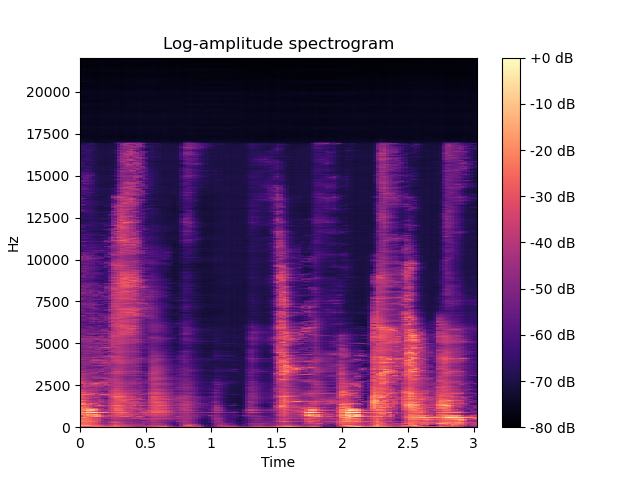 Log-amplitude spectrogram
Hz
20000
17500
15000
12500
10000
7500
5000
2500
0
0 0.5 1 1.5 2 2.5 3
Time
+0 dB
-10 dB
-20 dB
-30 dB
-40 dB
-50 dB
-60 dB
-70 dB
-80 dB